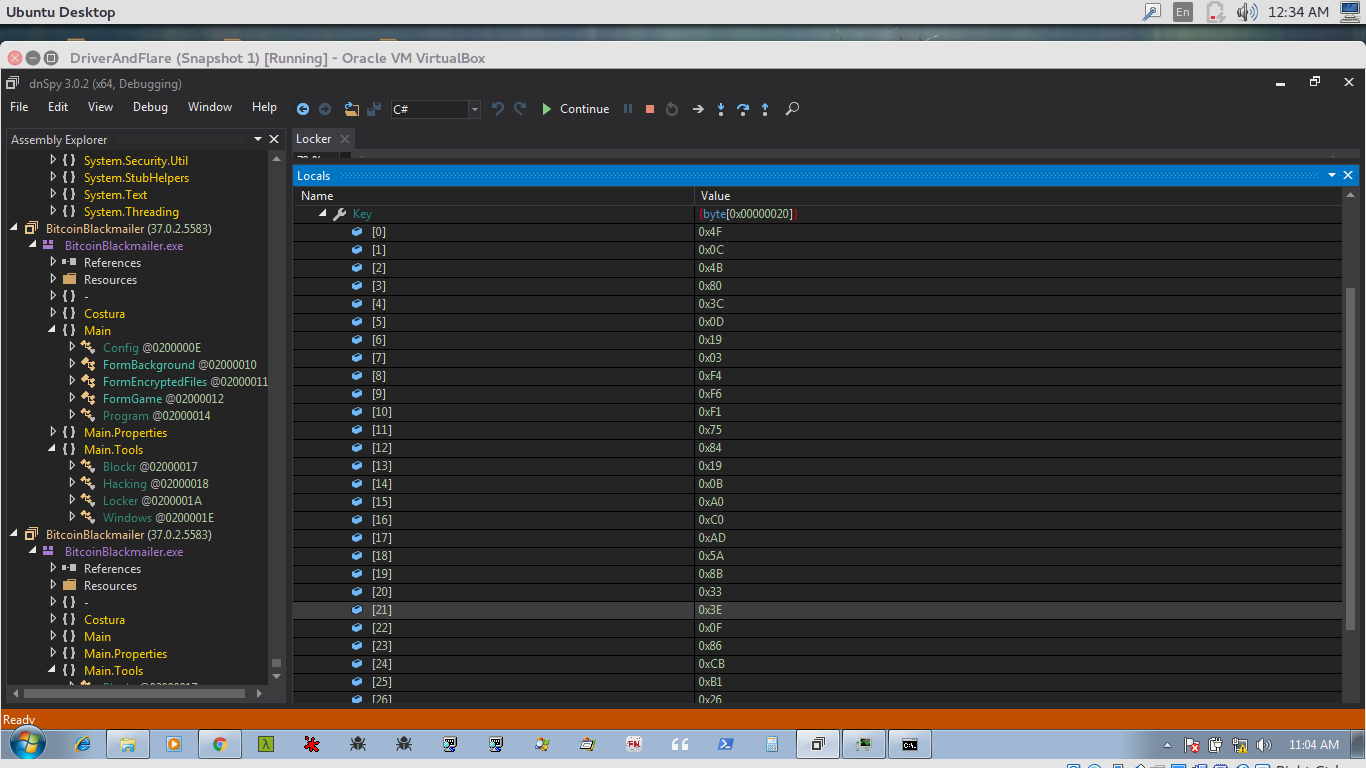 Ubuntu Desktop
En
12:34 AM
DriverAndFlare (Snapshot 1) [Running] - Oracle VM VirtualBox
dnSpy 3.0.2 (x64, Debugging)
File Edit View Debug Window Help C# Continue
Assembly Explorer
System.Security.Util
System.StubHelpers
System.Text
System.Threading
BitcoinBlackmailer (37.0.2.5583)
BitcoinBlackmailer.exe
References
Resources
-
Costura
Main
Config @0200000E
FormBackground @02000010
FormEncryptedFiles @02000011
FormGame @02000012
Program @02000014
Main.Properties
Main.Tools
Blockr @02000017
Hacking @02000018
Locker @0200001A
Windows @0200001E
BitcoinBlackmailer (37.0.2.5583)
BitcoinBlackmailer.exe
References
Resources
-
Costura
Main
Main.Properties
Main.Tools
Locker
Locals
Name Value
Key {byte[0x00000020]}
[0] 0x4F
[1] 0x0C
[2] 0x4B
[3] 0x80
[4] 0x3C
[5] 0x0D
[6] 0x19
[7] 0x03
[8] 0xF4
[9] 0xF6
[10] 0xF1
[11] 0x75
[12] 0x84
[13] 0x19
[14] 0x0B
[15] 0xA0
[16] 0xC0
[17] 0xAD
[18] 0x5A
[19] 0x8B
[20] 0x33
[21] 0x3E
[22] 0x0F
[23] 0x86
[24] 0xCB
[25] 0xB1
[26] 0x26
Ready
11:04 AM